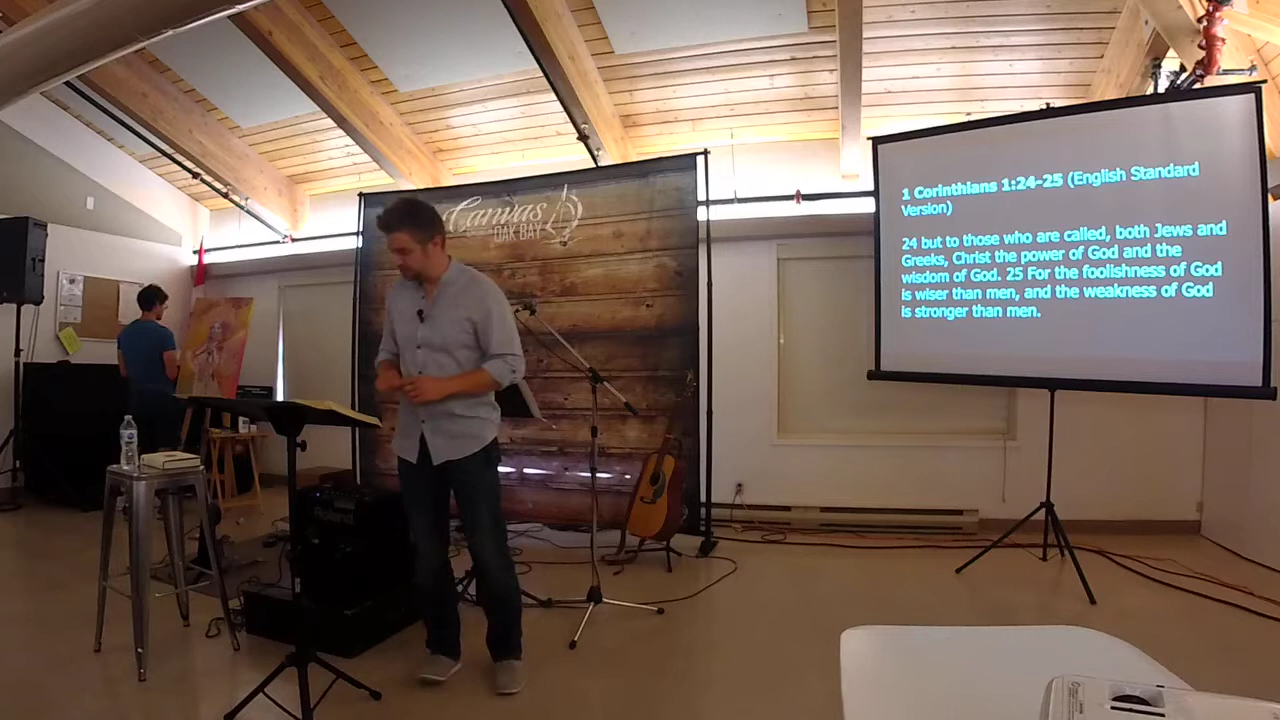 Canvas
OAK BAY
1 Corinthians 1:24-25 (English Standard
Version)
24 but to those who are called, both Jews and
Greeks, Christ the power of God and the
wisdom of God. 25 For the foolishness of God
is wiser than men, and the weakness of God
is stronger than men.
Roland